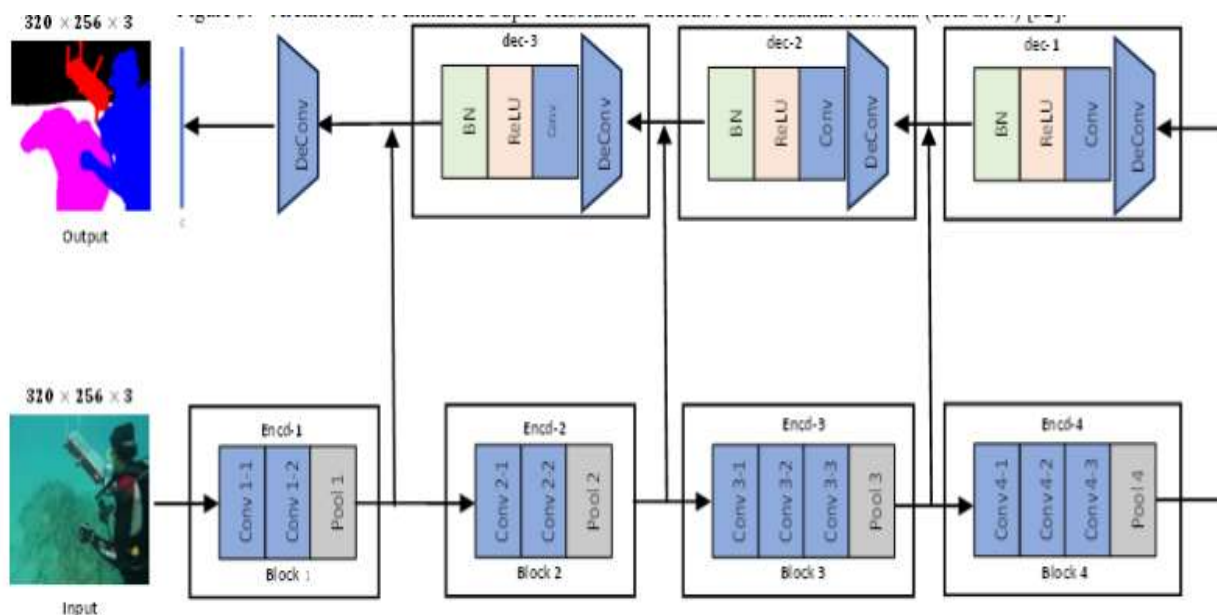 320 × 256 × 3
dec-3
dec-2
dec-1
DeConv
BN
ReLU
Conv
DeConv
BN
ReLU
Conv
DeConv
BN
ReLU
Conv
DeConv
Output
320 × 256 × 3
Encd-1
Encd-2
Encd-3
Encd-4
Conv 1-1
Conv 1-2
Pool 1
Conv 2-1
Conv 2-2
Pool 2
Conv 3-1
Conv 3-2
Conv 3-3
Pool 3
Conv 4-1
Conv 4-2
Conv 4-3
Pool 4
Block 1
Block 2
Block 3
Block 4
Input